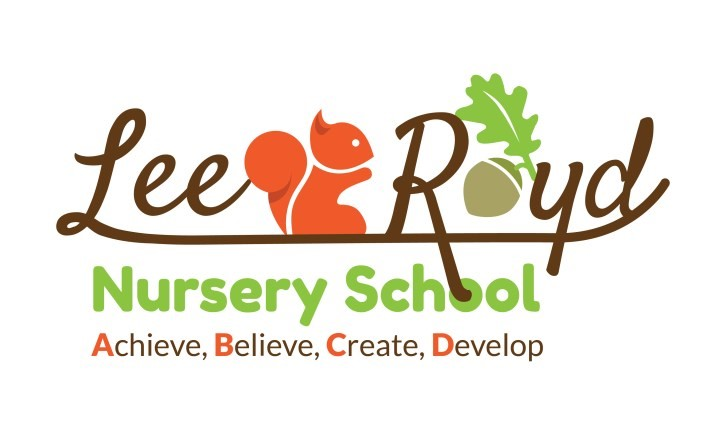 Lee Royd
Nursery School
Achieve, Believe, Create, Develop